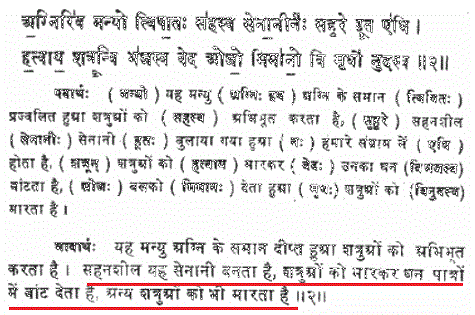 अग्निरिव मन्यो त्विषितः सहस्व सेनानीर्नः सहुरे हूत एधि ।
हत्वाय शत्रून्वि भजस्व वेद ओजो मिमानो वि मृधो नुदस्व ॥२॥
पदार्थः ( मन्यो ) यह मन्यु ( अग्निः इव ) अग्नि के समान ( त्विषितः )
प्रज्वलित हुआ शत्रुओं को ( सहस्व ) अभिभूत करता है, ( सहुरे ) सहनशील
( सेनानीः ) सेनानी ( हूतः ) बुलाया गया हुआ ( नः ) हमारे संग्राम में ( एधि )
होता है, ( शत्रून् ) शत्रुओं को ( हत्वाय ) मारकर ( वेदः ) उनका धन ( विभजस्व )
बांटता है, ( ओजः ) बलको ( मिमानः ) देता हुआ ( मृधः ) शत्रुओं को ( विनुदस्व )
मारता है ।
भावार्थः यह मन्यु अग्नि के समान दीप्त हुआ शत्रुओं को अभिभूत
करता है । सहनशील यह सेनानी बनता है, शत्रुओं को मारकर धन पात्रों
में बांट देता है, अन्य शत्रुओं को भी मारता है ॥२॥